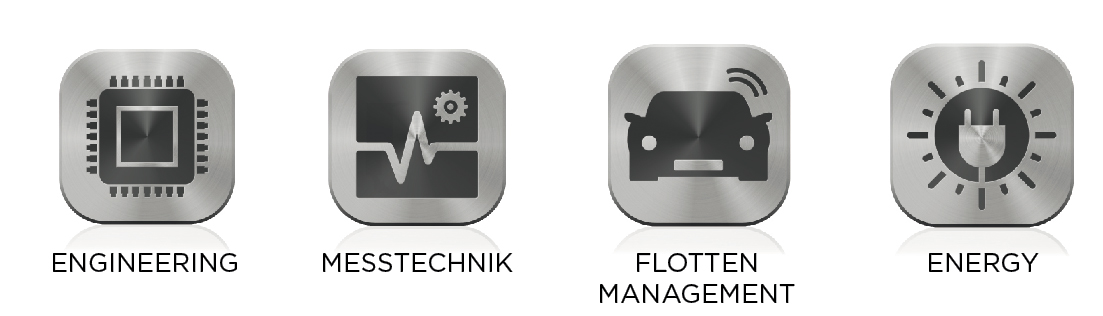 ENGINEERING
MESSTECHNIK
FLOTTEN
MANAGEMENT
ENERGY